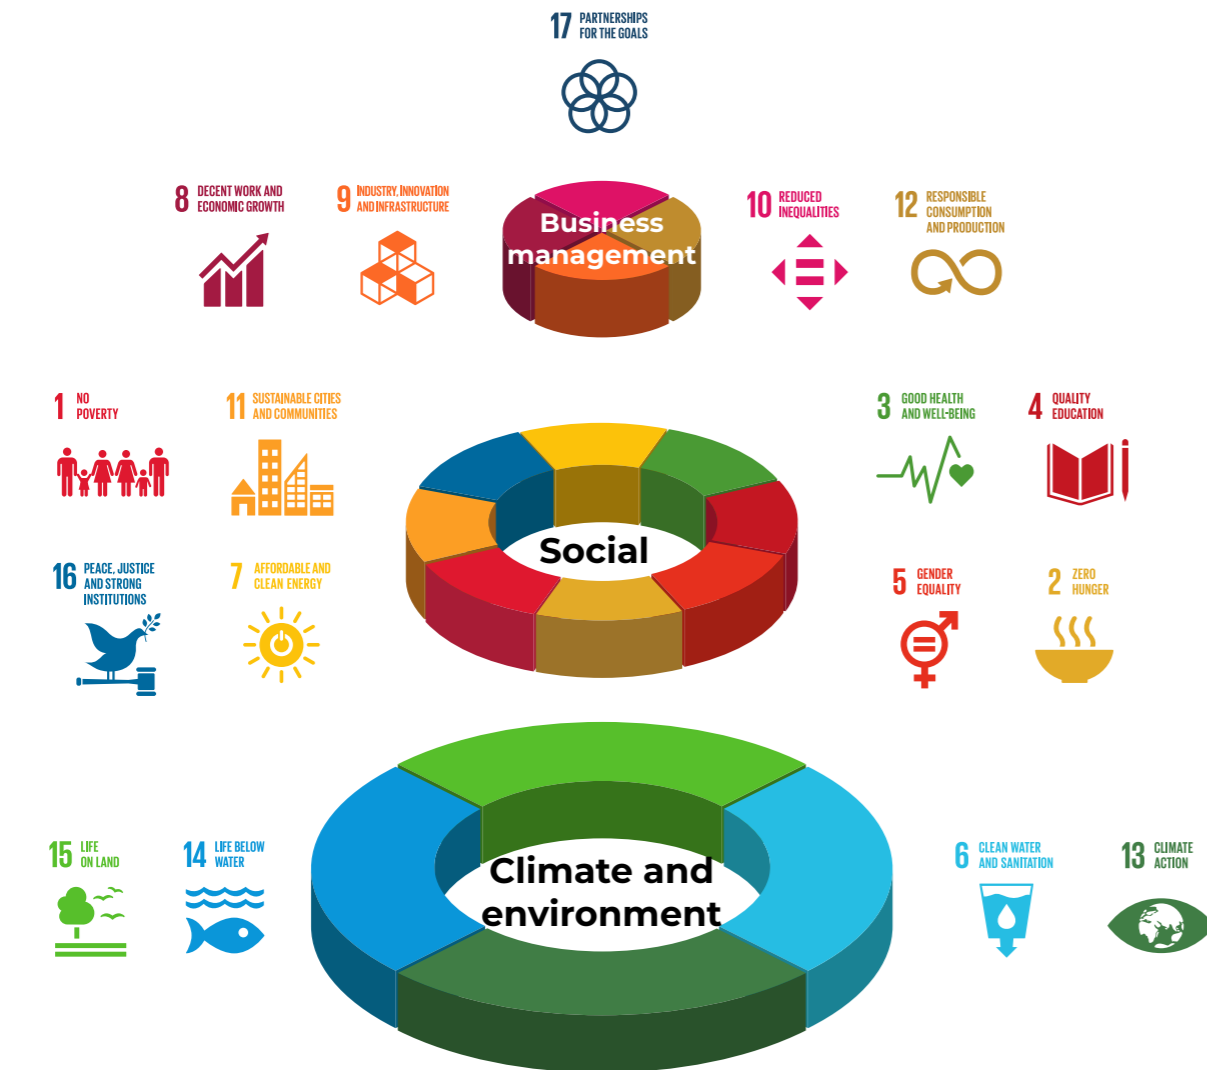 17 PARTNERSHIPS
FOR THE GOALS
8 DECENT WORK AND
ECONOMIC GROWTH
9 INDUSTRY, INNOVATION
AND INFRASTRUCTURE
Business
management
10 REDUCED
INEQUALITIES
12 RESPONSIBLE
CONSUMPTION
AND PRODUCTION
1 NO
POVERTY
11 SUSTAINABLE CITIES
AND COMMUNITIES
3 GOOD HEALTH
AND WELL-BEING
4 QUALITY
EDUCATION
Social
16 PEACE, JUSTICE
AND STRONG
INSTITUTIONS
7 AFFORDABLE AND
CLEAN ENERGY
5 GENDER
EQUALITY
2 ZERO
HUNGER
15 LIFE
ON LAND
14 LIFE BELOW
WATER
Climate and
environment
6 CLEAN WATER
AND SANITATION
13 CLIMATE
ACTION